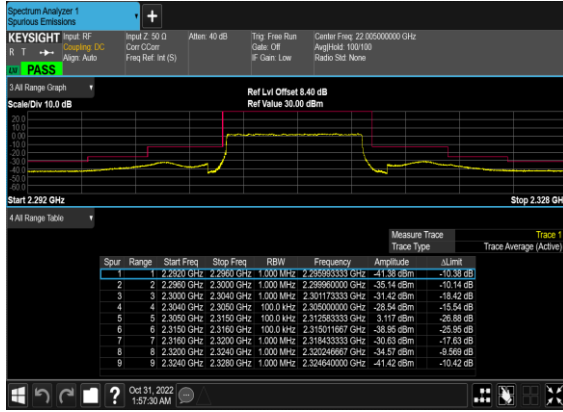 Spectrum Analyzer 1
Spurious Emissions
+
KEYSIGHT Input: RF Input Z: 50 Ω Atten: 40 dB Trig: Free Run Center Freq: 22.005000000 GHz
R T Coupling: DC Corr CCorr Gate: Off Avg|Hold: 100/100
Align: Auto Freq Ref: Int (S) IF Gain: Low Radio Std: None
PASS
3 All Range Graph
Ref Lvl Offset 8.40 dB
Scale/Div 10.0 dB Ref Value 30.00 dBm
20.0
10.0
0.00
-10.0
-20.0
-30.0
-40.0
-50.0
-60.0
Start 2.292 GHz Stop 2.328 GH
4 All Range Table
Measure Trace Trace 1
Trace Type Trace Average (Active)
Spur Range Start Freq Stop Freq RBW Frequency Amplitude ΔLimit
1 1 2.2920 GHz 2.2960 GHz 1.000 MHz 2.295993333 GHz -41.38 dBm -10.38 dB
2 2 2.2960 GHz 2.3000 GHz 1.000 MHz 2.299960000 GHz -35.14 dBm -10.14 dB
3 3 2.3000 GHz 2.3040 GHz 1.000 MHz 2.301173333 GHz -31.42 dBm -18.42 dB
4 4 2.3040 GHz 2.3050 GHz 100.0 kHz 2.305000000 GHz -28.54 dBm -15.54 dB
5 5 2.3050 GHz 2.3150 GHz 100.0 kHz 2.312583333 GHz 3.117 dBm -26.88 dB
6 6 2.3150 GHz 2.3160 GHz 100.0 kHz 2.315011667 GHz -38.95 dBm -25.95 dB
7 7 2.3160 GHz 2.3200 GHz 1.000 MHz 2.318433333 GHz -30.63 dBm -17.63 dB
8 8 2.3200 GHz 2.3240 GHz 1.000 MHz 2.320246667 GHz -34.57 dBm -9.569 dB
9 9 2.3240 GHz 2.3280 GHz 1.000 MHz 2.324640000 GHz -41.42 dBm -10.42 dB
? Oct 31, 2022
1:57:30 AM